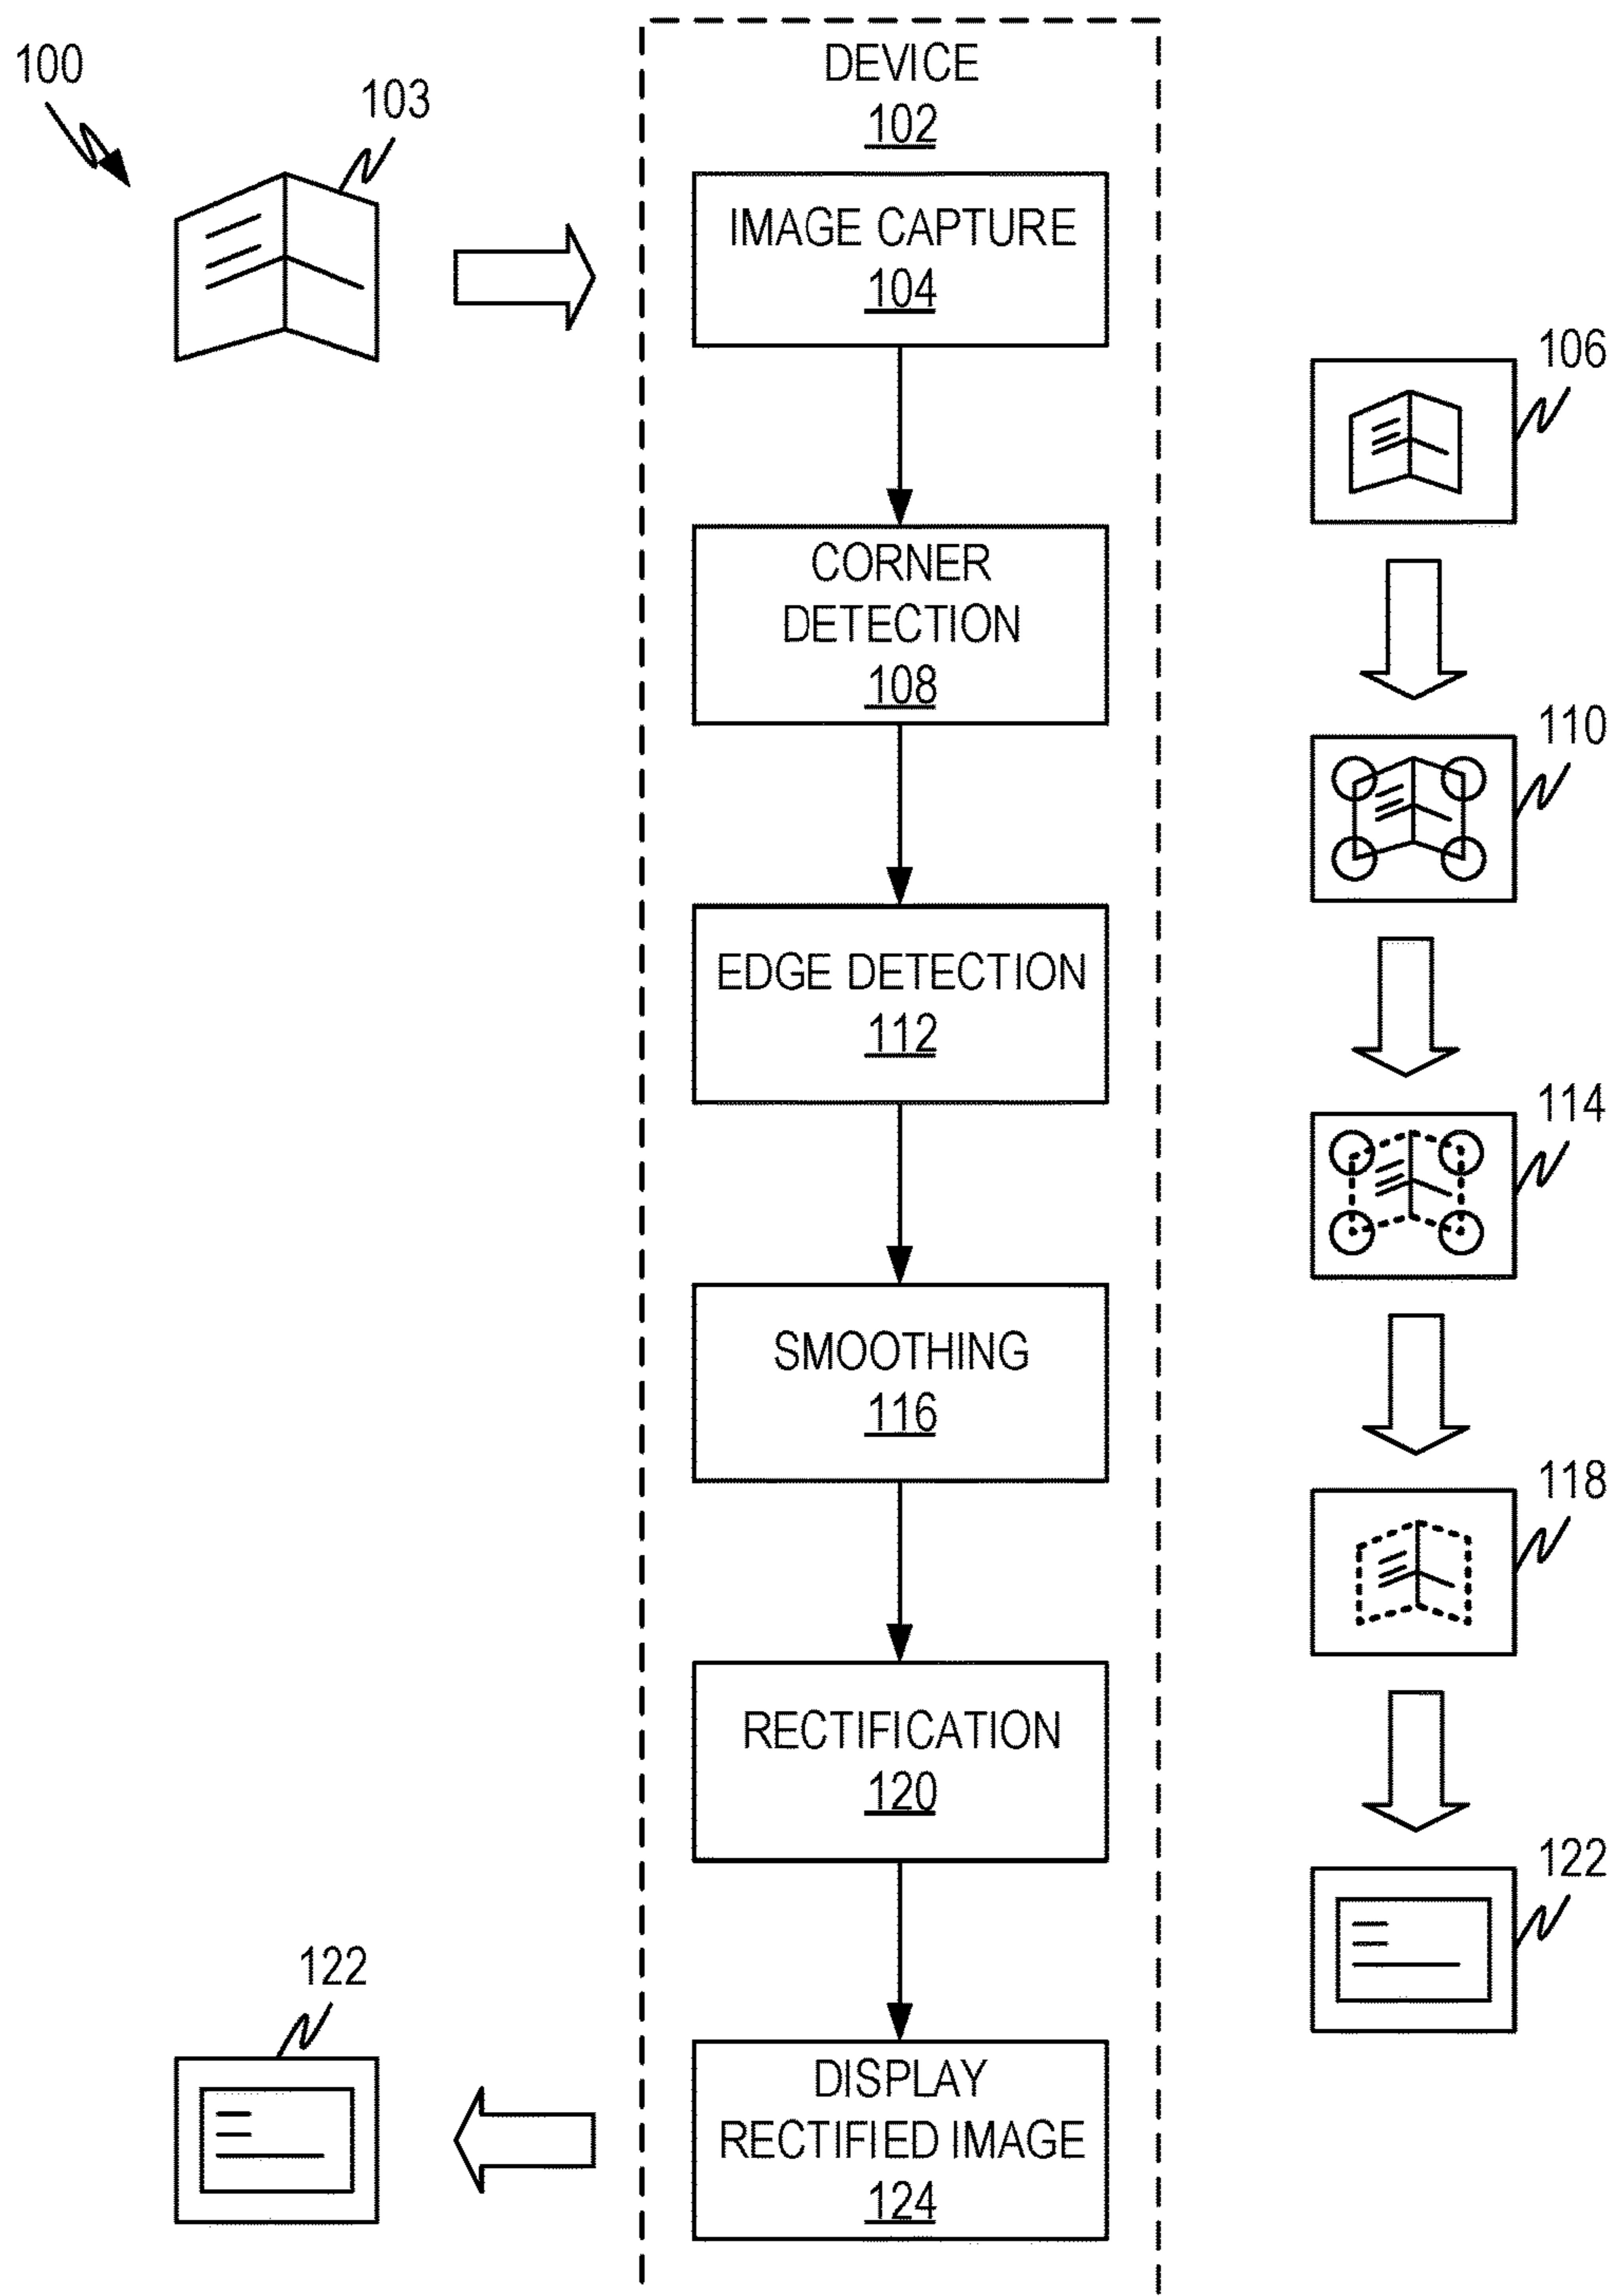 100
103
DEVICE
102
IMAGE CAPTURE
104
106
CORNER
DETECTION
108
110
EDGE DETECTION
112
114
SMOOTHING
116
118
RECTIFICATION
120
122
122
DISPLAY
RECTIFIED IMAGE
124